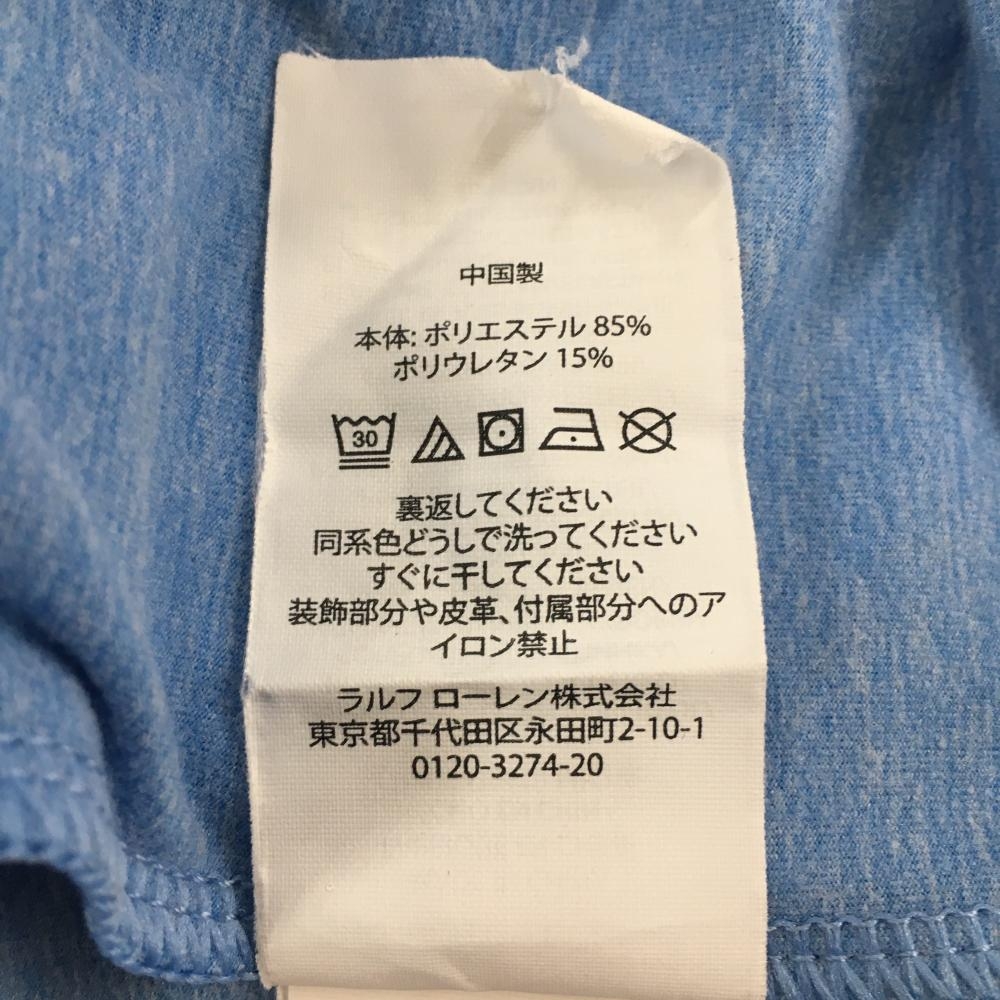 中国製
本体: ポリエステル 85%
ポリウレタン 15%
30
裏返してください
同系色どうしで洗ってください
すぐに干してください
装飾部分や皮革、付属部分へのア
イロン禁止
ラルフ ローレン株式会社
東京都千代田区永田町2-10-1
0120-3274-20